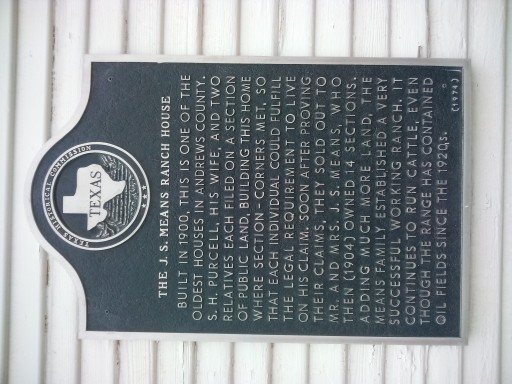 TEXAS HISTORICAL COMMISSION
TEXAS
THE J. S. MEANS RANCH HOUSE
BUILT IN 1900, THIS IS ONE OF THE
OLDEST HOUSES IN ANDREWS COUNTY.
S. H. PURCELL, HIS WIFE, AND TWO
RELATIVES EACH FILED ON A SECTION
OF PUBLIC LAND, BUILDING THIS HOME
WHERE SECTION-CORNERS MET, SO
THAT EACH INDIVIDUAL COULD FULFILL
THE LEGAL REQUIREMENT TO LIVE
ON HIS CLAIM. SOON AFTER PROVING
THEIR CLAIMS, THEY SOLD OUT TO
MR. AND MRS. J. S. MEANS, WHO
THEN (1904) OWNED 14 SECTIONS.
ADDING MUCH MORE LAND, THE
MEANS FAMILY ESTABLISHED A VERY
SUCCESSFUL WORKING RANCH. IT
CONTINUES TO RUN CATTLE, EVEN
THOUGH THE RANGE HAS CONTAINED
OIL FIELDS SINCE THE 1920s.
(1974)